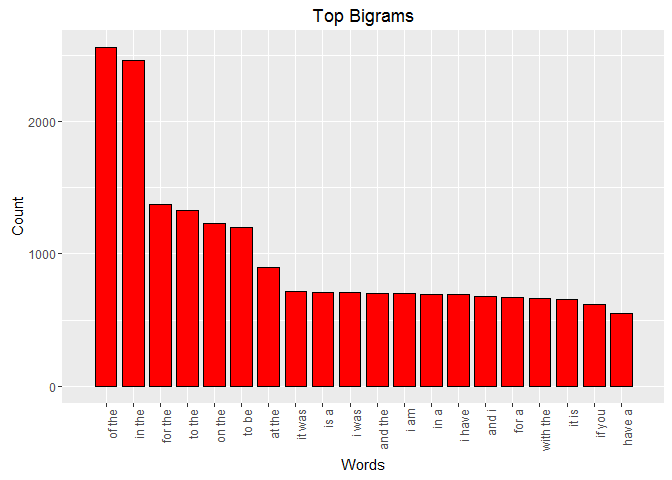 Top Bigrams
Count
2000
1000
0
of the
in the
for the
to the
on the
to be
at the
it was
is a
i was
and the
i am
in a
i have
and i
for a
with the
it is
if you
have a
Words